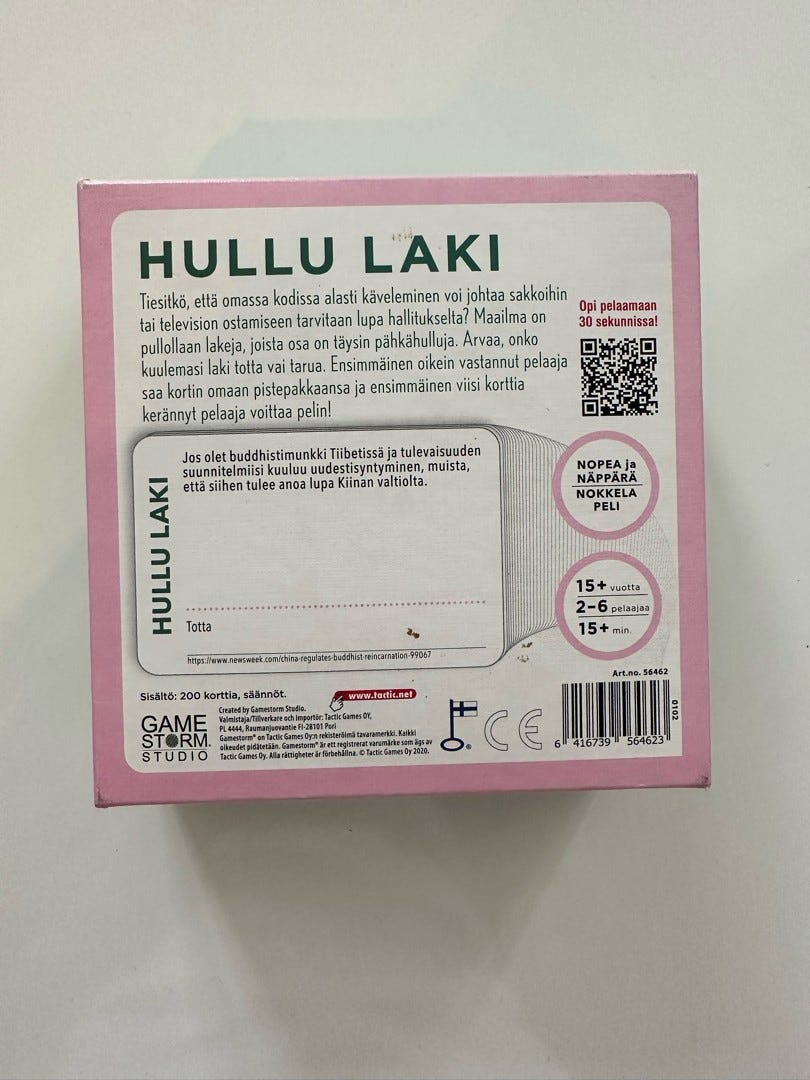 HULLU LAKI
Tiesitkö, että omassa kodissa alasti käveleminen voi johtaa sakkoihin
tai television ostamiseen tarvitaan lupa hallitukselta? Maailma on
pullollaan lakeja, joista osa on täysin pähkähulluja. Arvaa, onko
kuulemasi laki totta vai tarua. Ensimmäinen oikein vastannut pelaaja
saa kortin omaan pistepakkaansa ja ensimmäinen viisi korttia
kerännyt pelaaja voittaa pelin!
Opi pelaamaan
30 sekunnissa!
HULLU LAKI
Jos olet buddhistimunkki Tiibetissä ja tulevaisuuden
suunnitelmiisi kuuluu uudestisyntyminen, muista,
että siihen tulee anoa lupa Kiinan valtiolta.
Totta
https://www.newsweek.com/china-regulates-buddhist-reincarnation-99067
NOPEA ja
NÄPPÄRÄ
NOKKELA
PELI
15+ vuotta
2–6 pelaajaa
15+ min.
Sisältö: 200 korttia, säännöt.
www.tactic.net
GAME
STORM.
STUDIO
Created by Gamestorm Studio.
Valmistaja/Tillverkare och importör: Tactic Games OY,
PL 4444, Raumanjuovantie FI-28101 Pori
Gamestorm® on Tactic Games Oy:n rekisteröimä tavaramerkki. Kaikki
oikeudet pidätetään. Gamestorm® är ett registrerat varumärke som ägs av
Tactic Games Oy. Alla rättigheter är förbehållna. © Tactic Games Oy 2020.
®
CE
Art.no. 56462
6 416739 564623
0102